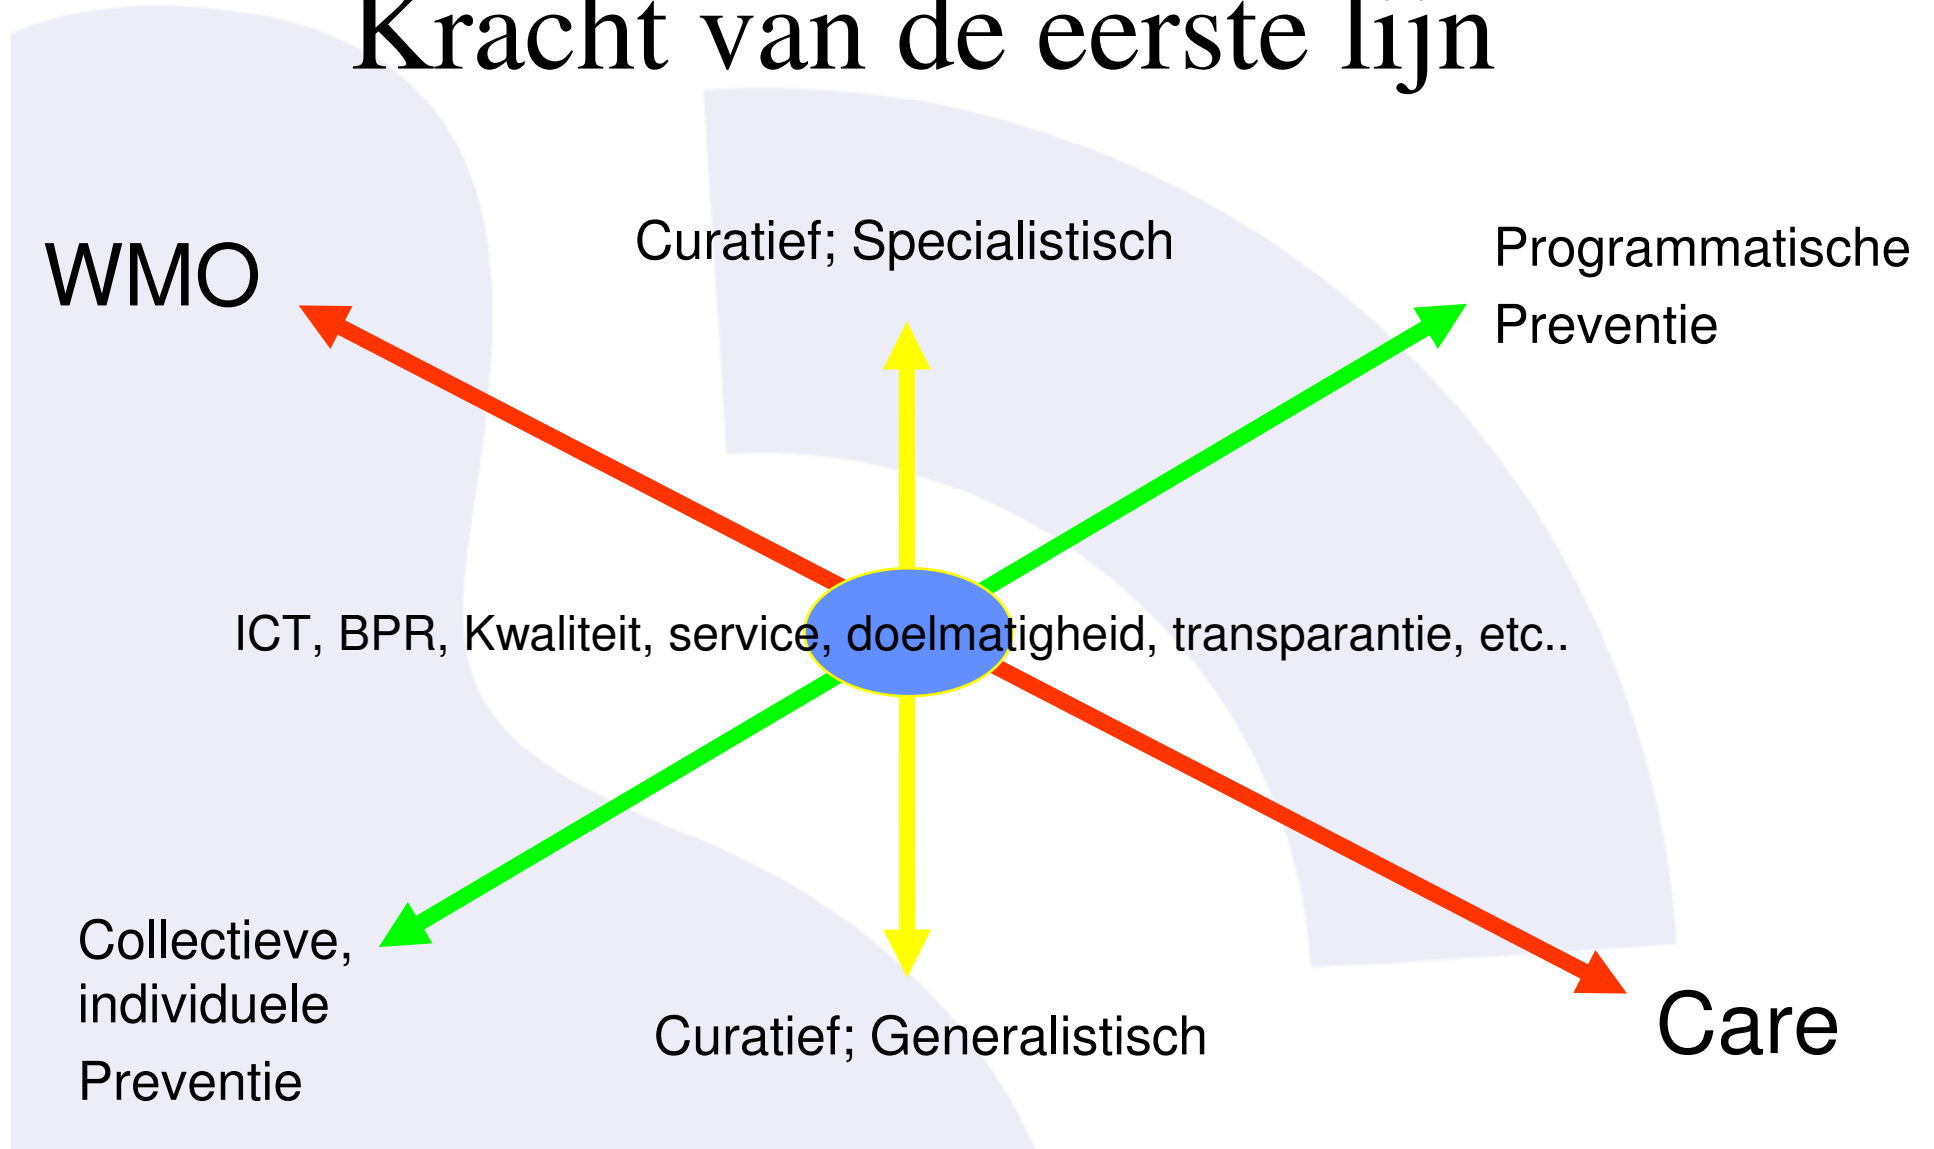 Kracht van de eerste lijn
WMO
Curatief; Specialistisch
Programmatische
Preventie
ICT, BPR, Kwaliteit, service, doelmatigheid, transparantie, etc..
Collectieve,
individuele
Preventie
Curatief; Generalistisch
Care